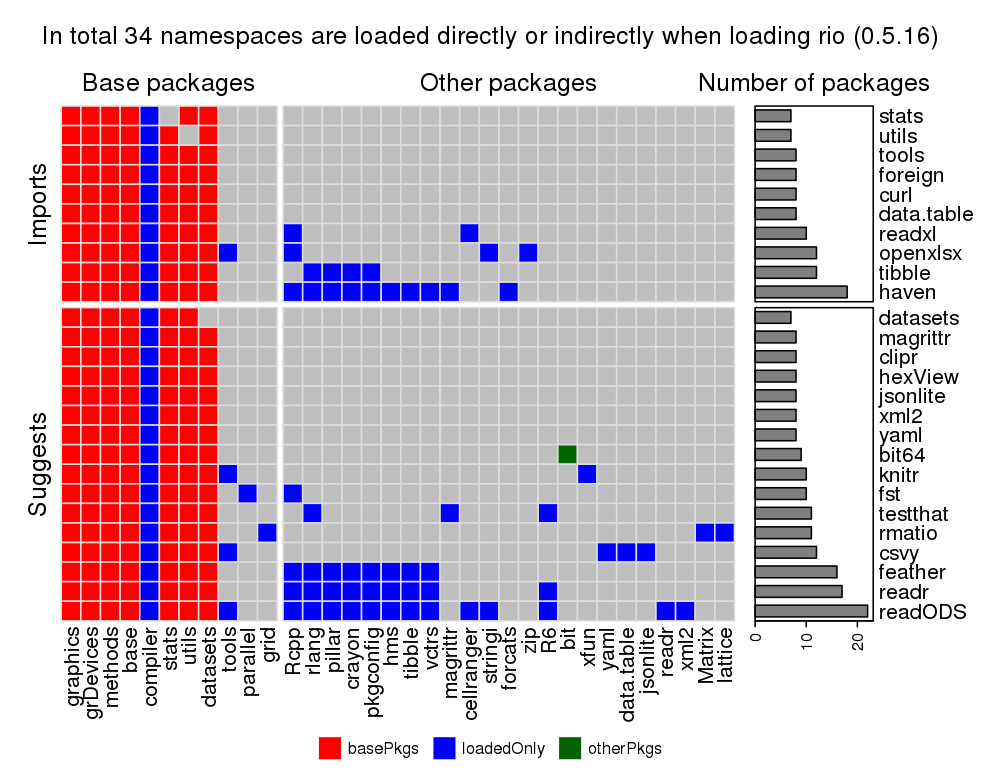 In total 34 namespaces are loaded directly or indirectly when loading rio (0.5.16)
Base packages
Other packages
Number of packages
Imports
stats
utils
tools
foreign
curl
data.table
readxl
openxlsx
tibble
haven
Suggests
datasets
magrittr
clipr
hexView
jsonlite
xml2
yaml
bit64
knitr
fst
testthat
rmatio
csvy
feather
readr
readODS
graphics
grDevices
methods
base
compiler
stats
utils
datasets
tools
parallel
grid
Rcpp
rlang
pillar
crayon
pkgconfig
hms
tibble
vctrs
magrittr
cellranger
stringi
forcats
zip
R6
bit
xfun
yaml
data.table
jsonlite
readr
xml2
Matrix
lattice
0
10
20
basePkgs
loadedOnly
otherPkgs